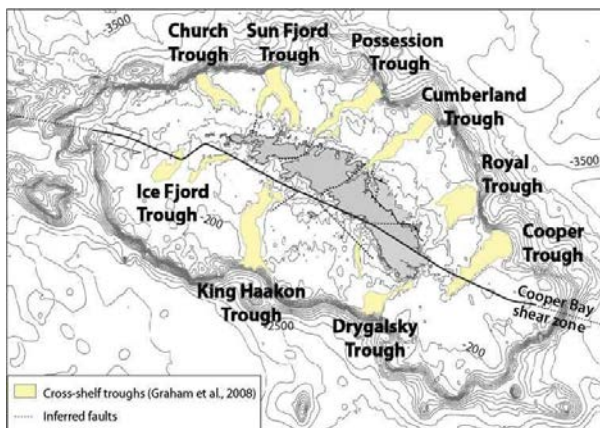 -3500
Church
Trough
Sun Fjord
Trough
Possession
Trough
Cumberland
Trough
Royal
Trough
-3500
Cooper
Trough
Ice Fjord
Trough
-200
King Haakon
Trough
-2500
Drygalsky
Trough
-200
Cooper Bay
shear zone
Cross-shelf troughs (Graham et al., 2008)
Inferred faults